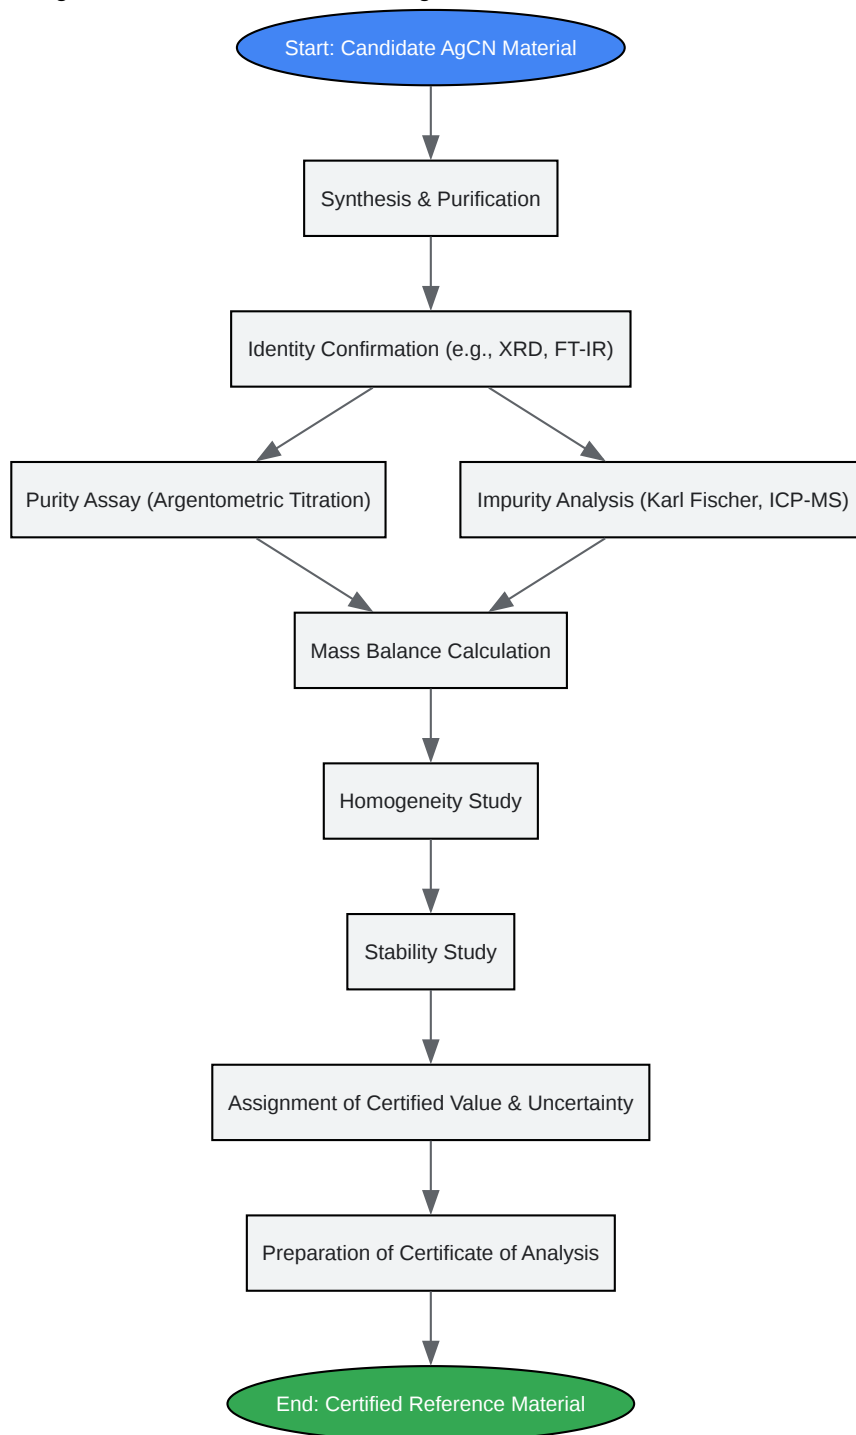 Start: Candidate AgCN Material
Synthesis & Purification
Identity Confirmation (e.g., XRD, FT-IR)
Purity Assay (Argentometric Titration)
Impurity Analysis (Karl Fischer, ICP-MS)
Mass Balance Calculation
Homogeneity Study
Stability Study
Assignment of Certified Value & Uncertainty
Preparation of Certificate of Analysis
End: Certified Reference Material